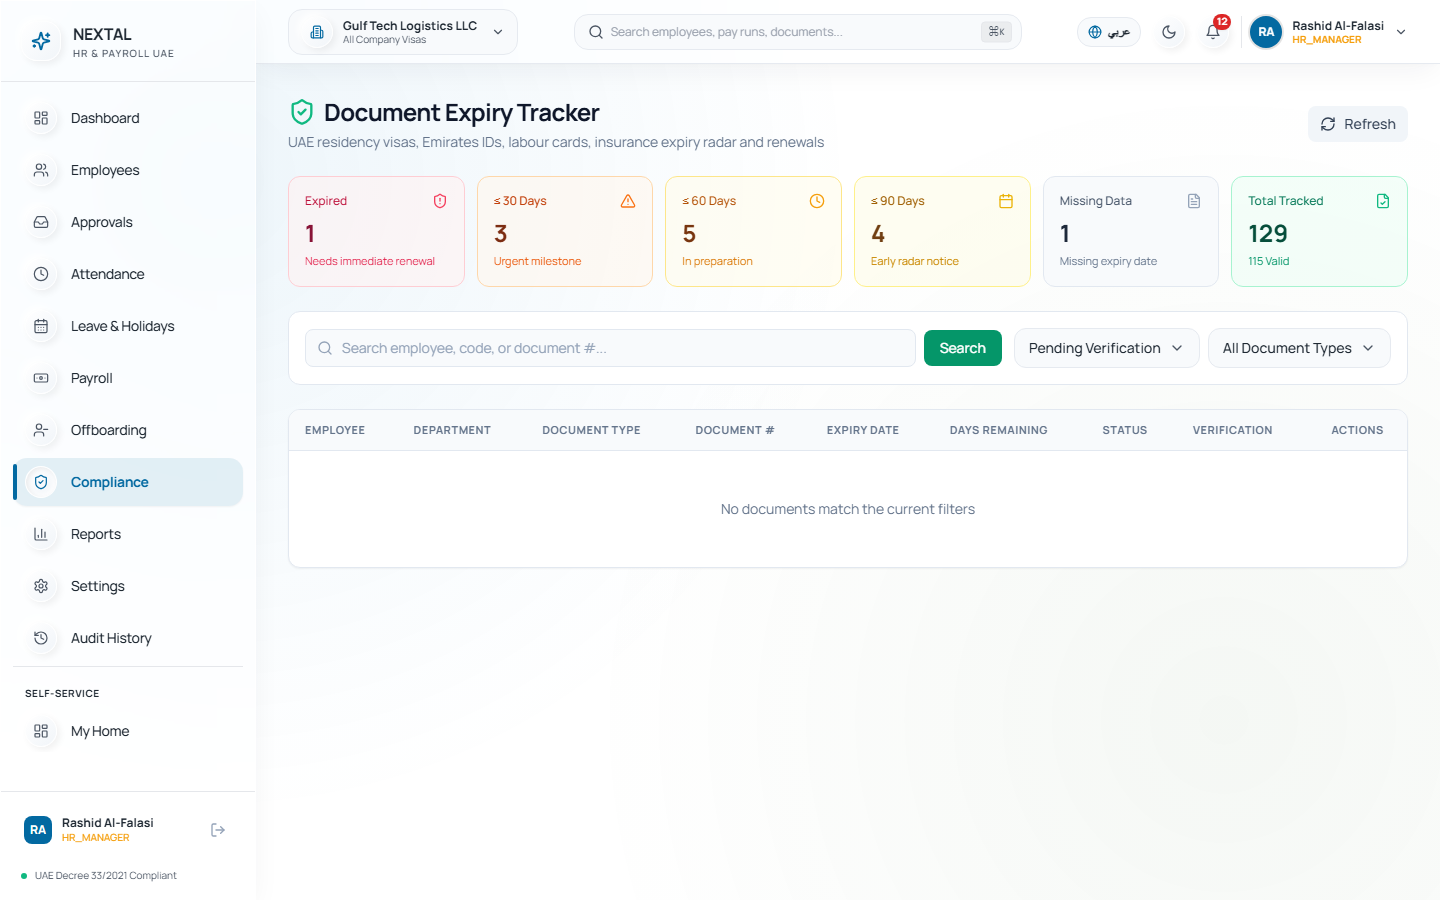 NEXTAL
HR & PAYROLL UAE
Dashboard
Employees
Approvals
Attendance
Leave & Holidays
Payroll
Offboarding
Compliance
Reports
Settings
Audit History
SELF-SERVICE
My Home
RA
Rashid Al-Falasi
HR_MANAGER
UAE Decree 33/2021 Compliant
Gulf Tech Logistics LLC
All Company Visas
Search employees, pay runs, documents...
⌘K
عربي
12
RA
Rashid Al-Falasi
HR_MANAGER
Document Expiry Tracker
UAE residency visas, Emirates IDs, labour cards, insurance expiry radar and renewals
Refresh
Expired
1
Needs immediate renewal
≤ 30 Days
3
Urgent milestone
≤ 60 Days
5
In preparation
≤ 90 Days
4
Early radar notice
Missing Data
1
Missing expiry date
Total Tracked
129
115 Valid
Search employee, code, or document #...
Search
Pending Verification
All Document Types
EMPLOYEE DEPARTMENT DOCUMENT TYPE DOCUMENT # EXPIRY DATE DAYS REMAINING STATUS VERIFICATION ACTIONS
No documents match the current filters